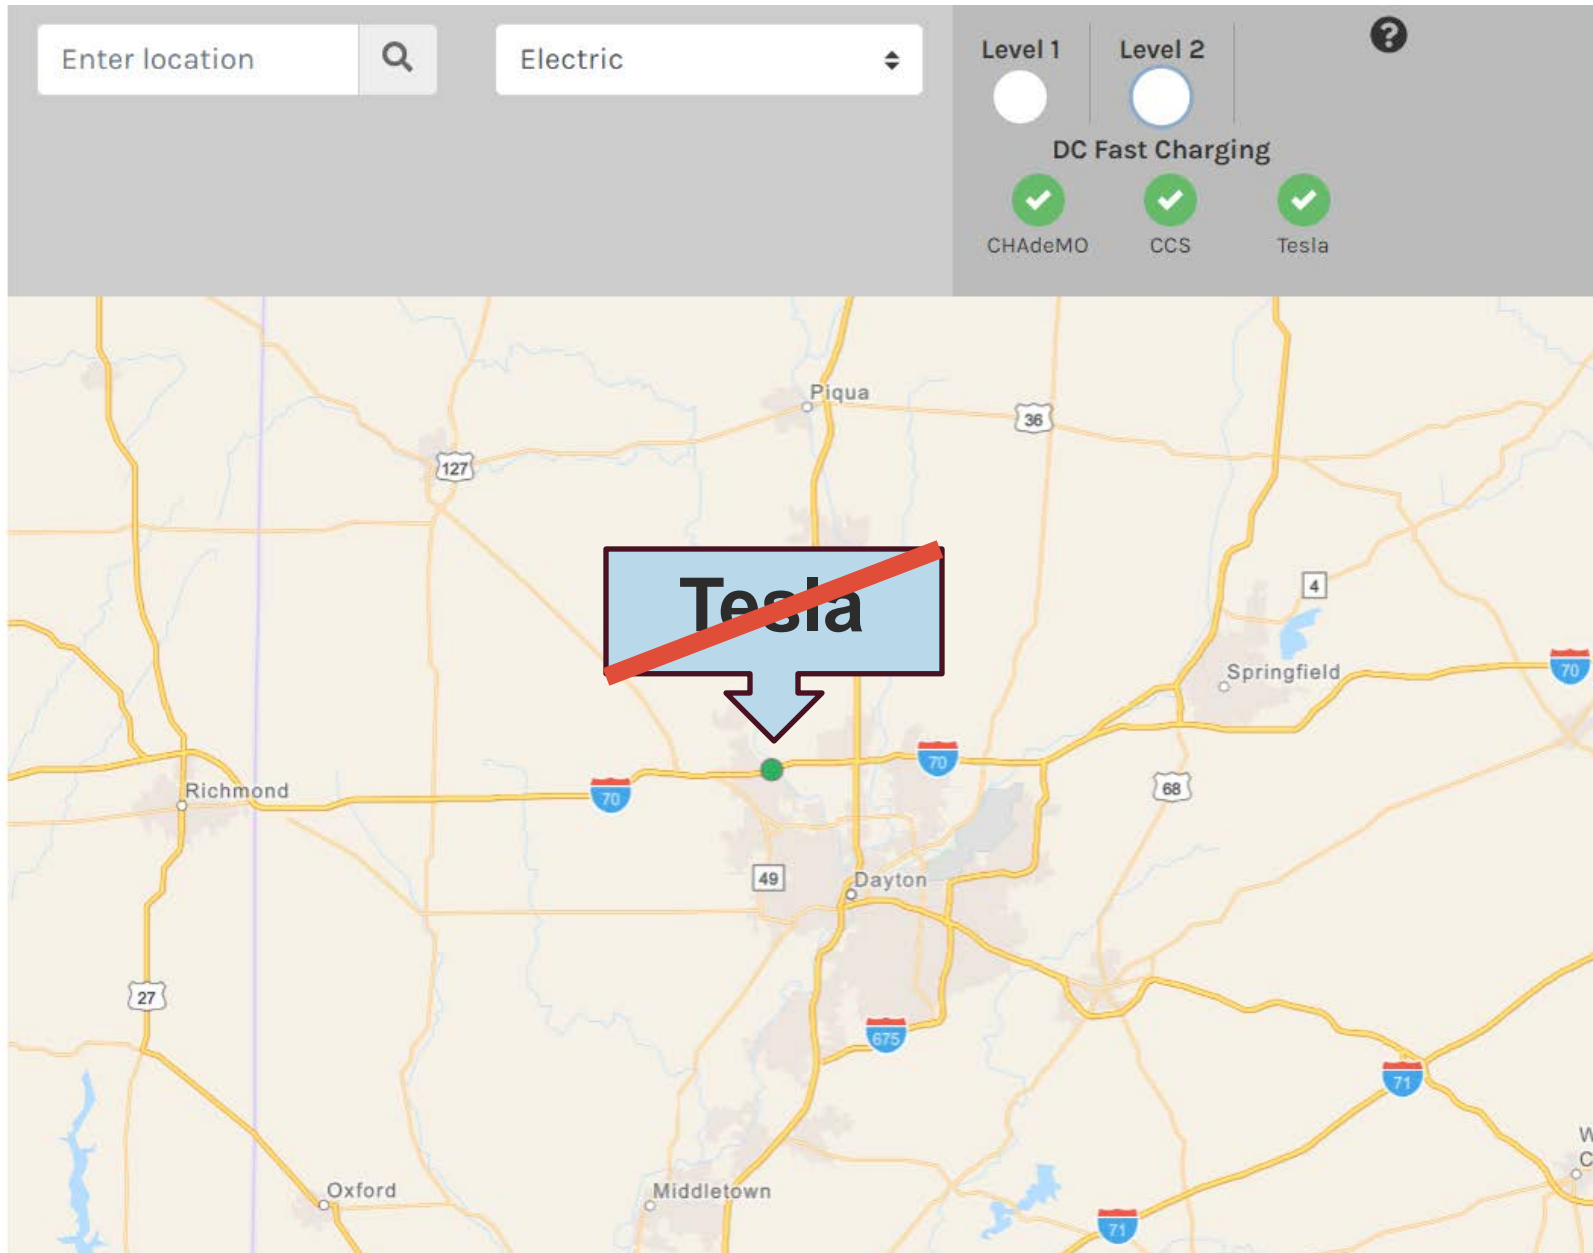 Enter location
Electric
Level 1
Level 2
?
DC Fast Charging
CHAdeMO
CCS
Tesla
Piqua
36
127
Tesla
4
Springfield
70
70
70
Richmond
68
49
Dayton
27
675
71
Oxford
Middletown
71
W
C